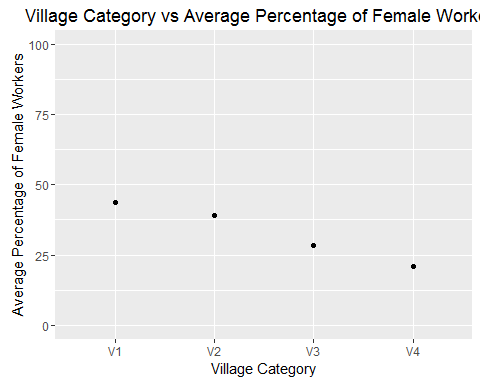 Village Category vs Average Percentage of Female Work
100
75
50
25
0
Average Percentage of Female Workers
V1 V2 V3 V4
Village Category